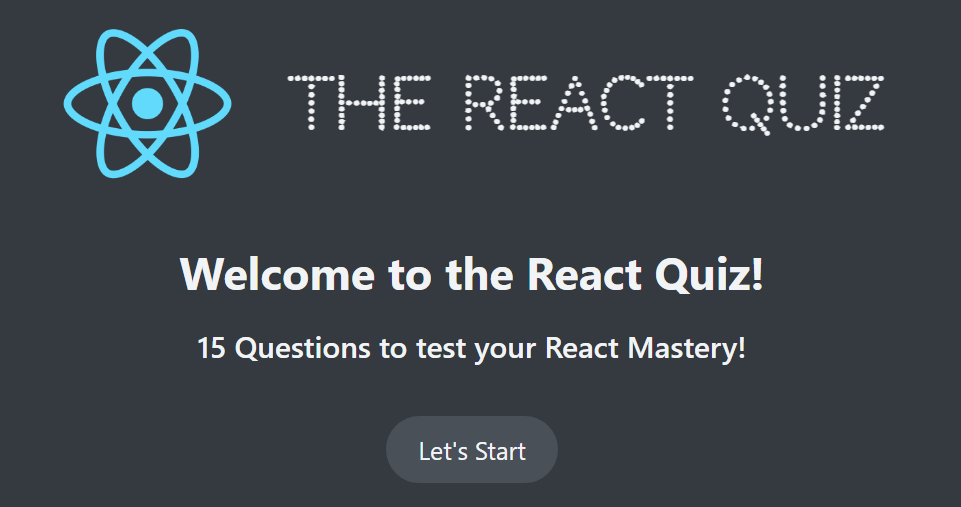 THE REACT QUIZ
Welcome to the React Quiz!
15 Questions to test your React Mastery!
Let's Start